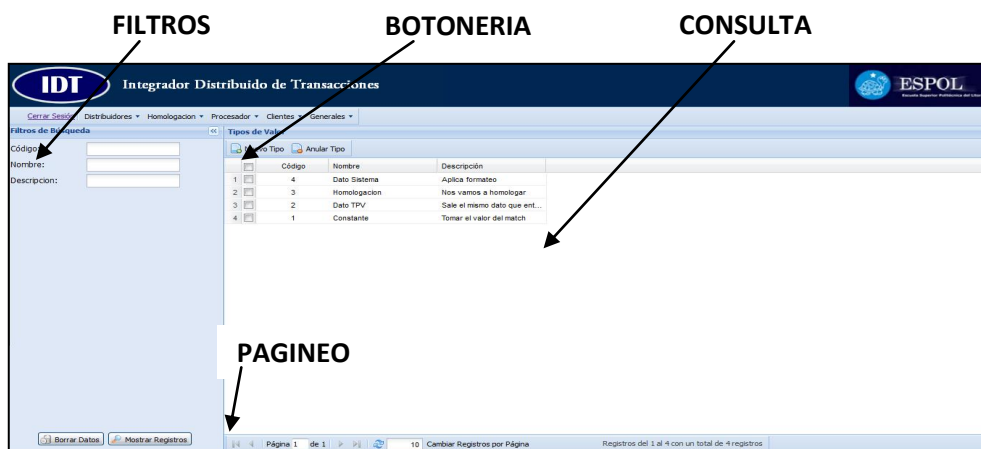 FILTROS BOTONERIA CONSULTA
IDT Integrador Distribuido de Transacciones ESPOL
Cerrar Sesión Distribuidores Homologacion Procesador Clientes Generales
Filtros de Búsqueda Tipos de Valor
Código: Nuevo Tipo Anular Tipo
Nombre: Código Nombre Descripción
Descripcion: 1 4 Dato Sistema Aplica formateo
2 3 Homologacion Nos vamos a homologar
3 2 Dato TPV Sale el mismo dato que ent...
4 1 Constante Tomar el valor del match
PAGINEO
Borrar Datos Mostrar Registros Página 1 de 1 10 Cambiar Registros por Página Registros del 1 al 4 con un total de 4 registros